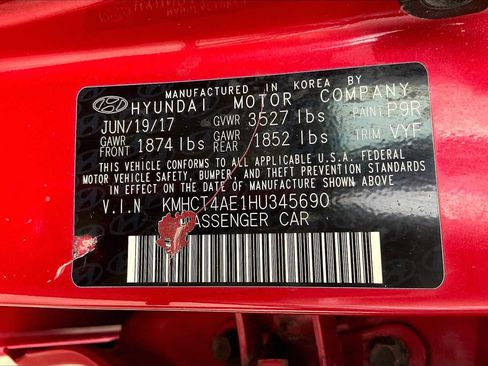 MANUFACTURED IN KOREA BY
HYUNDAI MOTOR COMPANY
JUN/19/17 GVWR 3527 lbs PAINT P9R
GAWR FRONT 1874 lbs GAWR REAR 1852 lbs TRIM VYF
THIS VEHICLE CONFORMS TO ALL APPLICABLE U.S.A. FEDERAL
MOTOR VEHICLE SAFETY, BUMPER, AND THEFT PREVENTION STANDARDS
IN EFFECT ON THE DATE OF MANUFACTURE SHOWN ABOVE.
V.I.N KMHCT4AE1HU345690
PASSENGER CAR